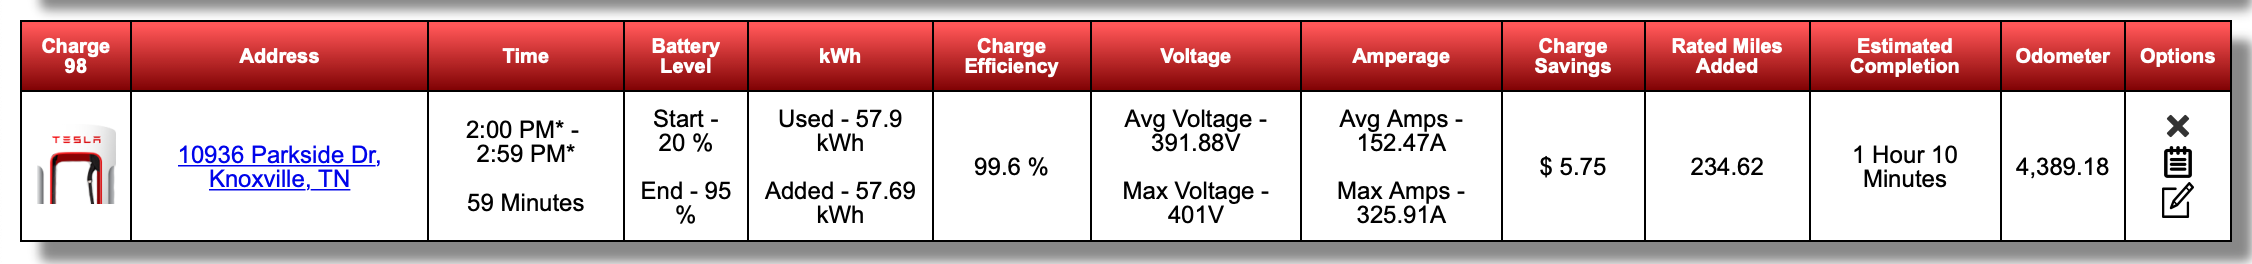 Charge
98
Address
Time
Battery
Level
kWh
Charge
Efficiency
Voltage
Amperage
Charge
Savings
Rated Miles
Added
Estimated
Completion
Odometer
Options
TESLA
10936 Parkside Dr,
Knoxville, TN
2:00 PM* -
2:59 PM*
59 Minutes
Start -
20 %
End - 95
%
Used - 57.9
kWh
Added - 57.69
kWh
99.6 %
Avg Voltage -
391.88V
Max Voltage -
401V
Avg Amps -
152.47A
Max Amps -
325.91A
$ 5.75
234.62
1 Hour 10
Minutes
4,389.18